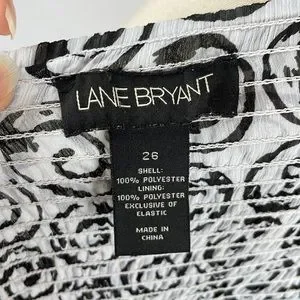 LANE BRYANT
26
SHELL:
100% POLYESTER
LINING:
100% POLYESTER
EXCLUSIVE OF
ELASTIC
MADE IN
CHINA